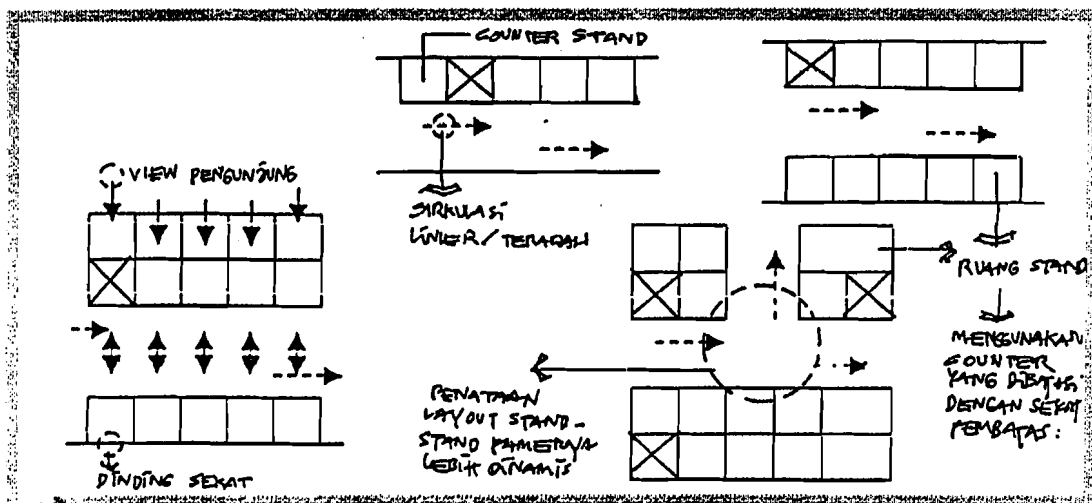 COUNTER STAND
VIEW PENGUNJUNG
SIRKULASI
LINIER/TERARAH
RUANG STAND
MENGGUNAKAN
COUNTER
YANG DIBATASI
DENGAN SEKAT
PEMBATAS.
PENATAAN
LAYOUT STAND-
STAND PAMERNYA
LEBIH DINAMIS
DINDING SEKAT